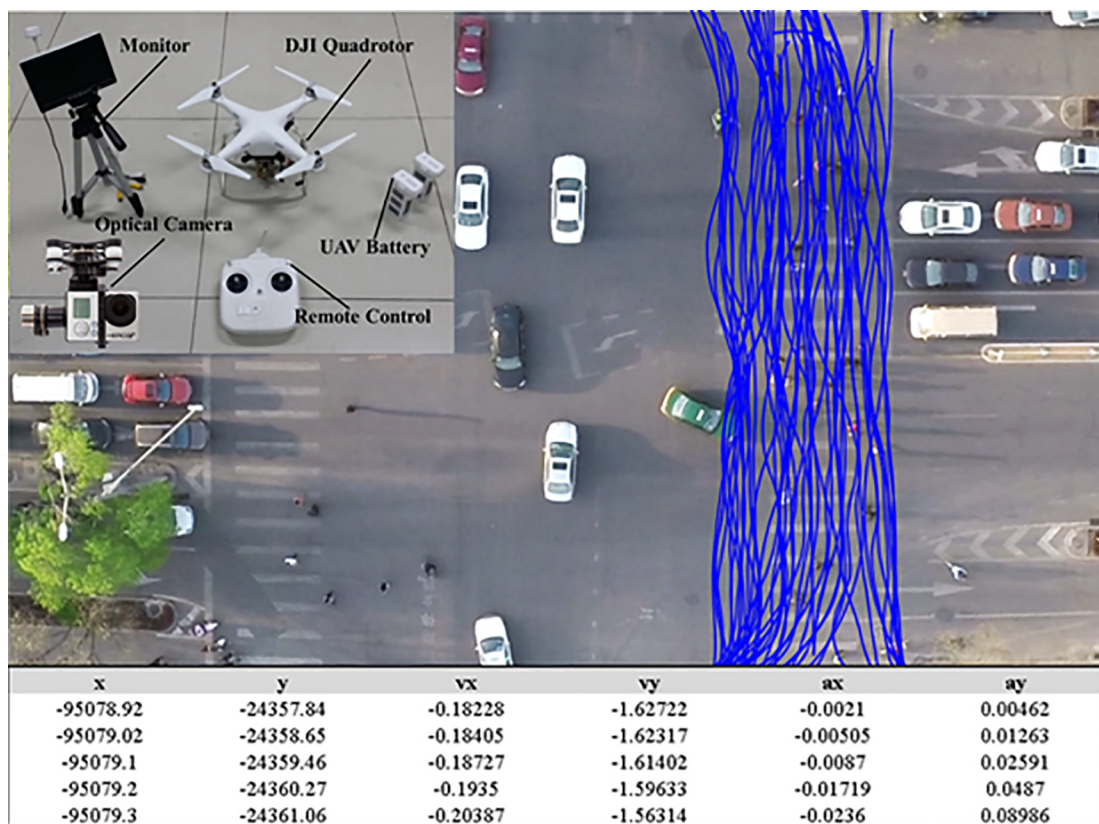 Monitor
DJI Quadrotor
Optical Camera
UAV Battery
Remote Control
x y vx vy ax ay
-95078.92 -24357.84 -0.18228 -1.62722 -0.0021 0.00462
-95079.02 -24358.65 -0.18405 -1.62317 -0.00505 0.01263
-95079.1 -24359.46 -0.18727 -1.61402 -0.0087 0.02591
-95079.2 -24360.27 -0.1935 -1.59633 -0.01719 0.0487
-95079.3 -24361.06 -0.20387 -1.56314 -0.0236 0.08986